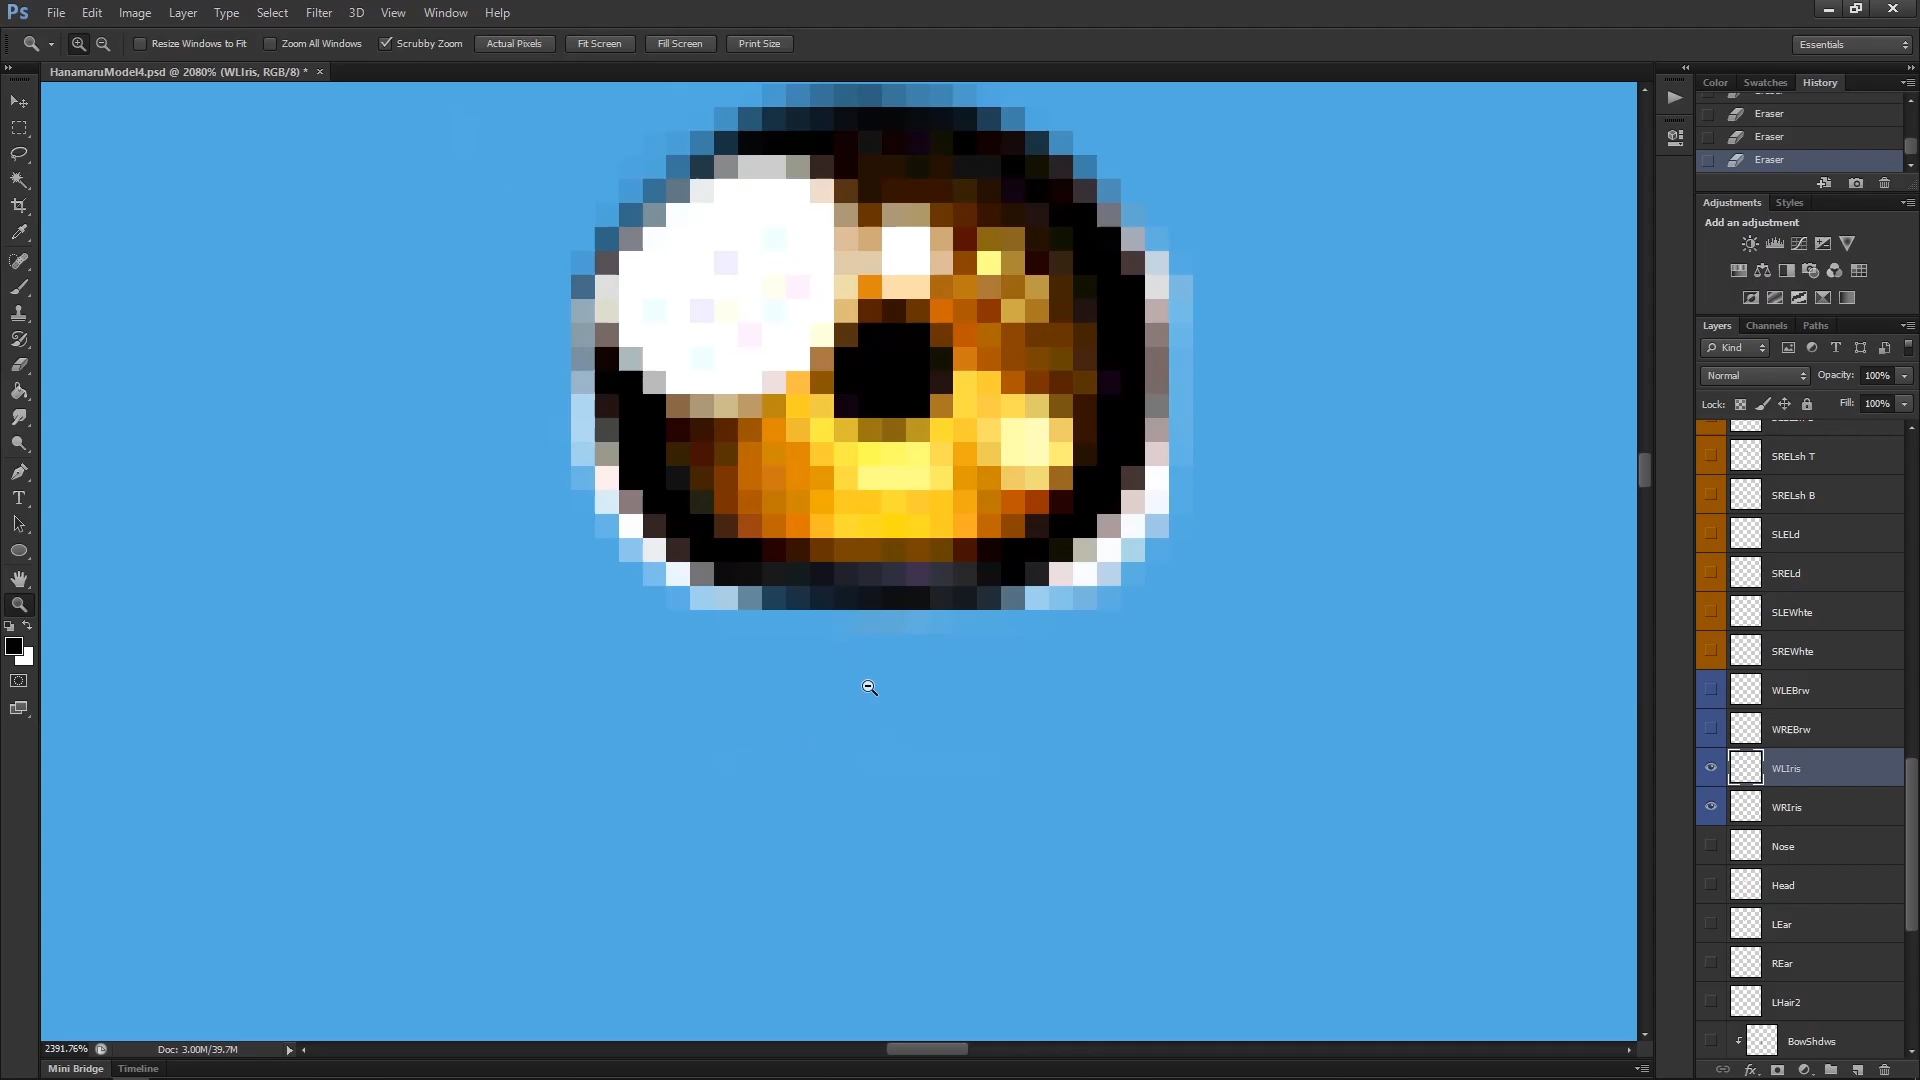 Ps File Edit Image Layer Type Select Filter 3D View Window Help
Resize Windows to Fit Zoom All Windows Scrubby Zoom Actual Pixels Fit Screen Fill Screen Print Size Essentials
HanamaruModel4.psd @ 2080% (WLIris, RGB/8) * ×
Color Swatches History
Eraser
Eraser
Eraser
Adjustments Styles
Add an adjustment
Layers Channels Paths
Kind
Normal Opacity: 100%
Lock: Fill: 100%
SRELsh T
SRELsh B
SLELd
SRELd
SLEWhte
SREWhte
WLEBrw
WREBrw
WLIris
WRIris
Nose
Head
LEar
REar
LHair2
BowShdws
2391.76% Doc: 3.00M/39.7M
Mini Bridge Timeline